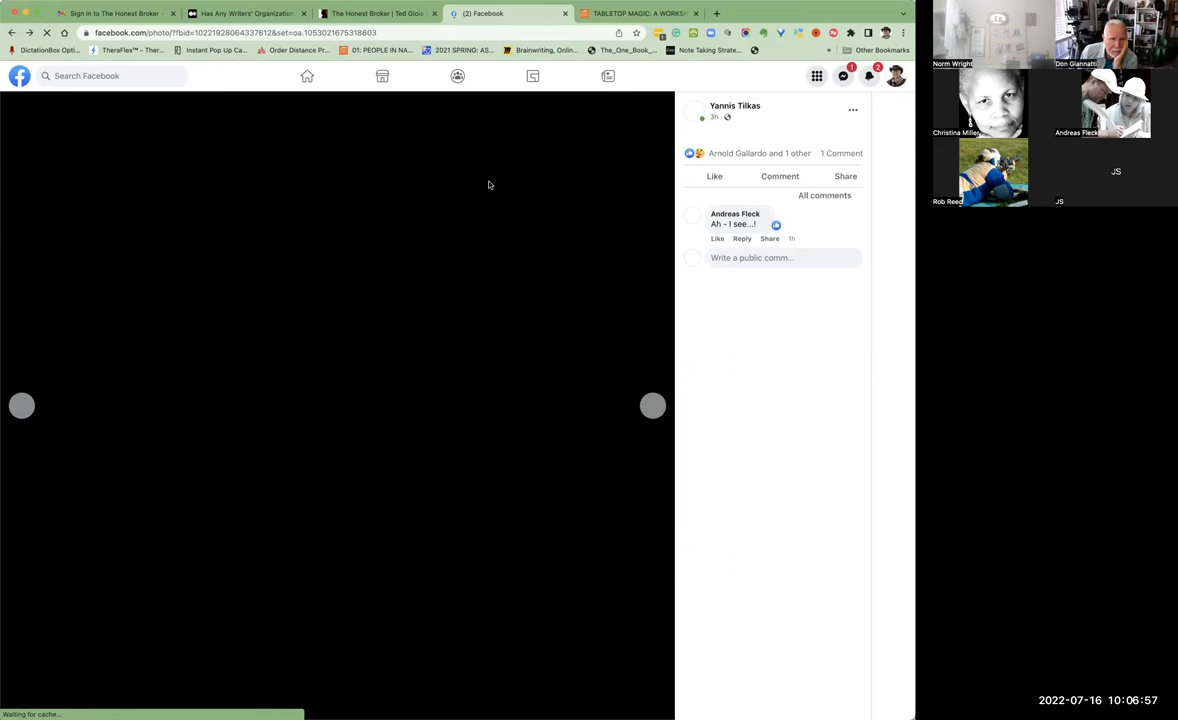 Sign in to The Honest Broker
Has Any Writers' Organization
The Honest Broker | Ted Gioia
(2) Facebook
TABLETOP MAGIC: A WORKSH
facebook.com/photo/?fbid=10221928064337612&set=oa.1053021675318603
DictationBox Opti...
TheraFlex™ – Ther...
Instant Pop Up Ca...
Order Distance Pr...
01: PEOPLE IN NA...
2021 SPRING: AS...
Brainwriting, Onlin...
The_One_Book_...
Note Taking Strate...
»
Other Bookmarks
Search Facebook
1
2
Yannis Tilkas
3h ·
Arnold Gallardo and 1 other
1 Comment
Like
Comment
Share
All comments
Andreas Fleck
Ah - I see...!
Like
Reply
Share
1h
Write a public comm...
Waiting for cache...
Norm Wright
Don Giannatti
Christina Miller
Andreas Fleck
Rob Reed
JS
JS
2022-07-16 10:06:57